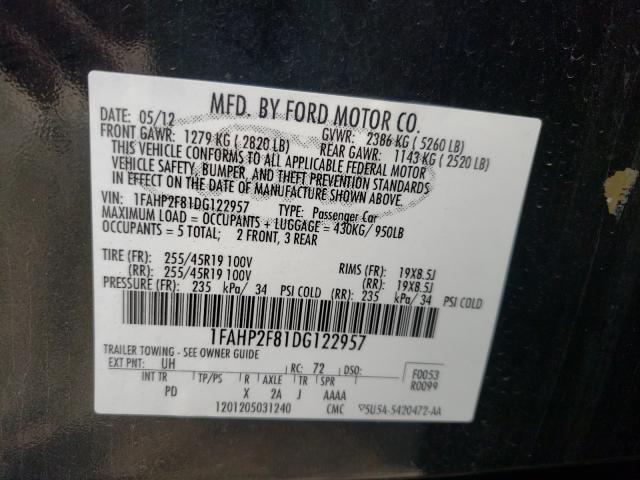 MFD. BY FORD MOTOR CO.
DATE: 05/12 GVWR: 2386 KG ( 5260 LB)
FRONT GAWR: 1279 KG ( 2820 LB) REAR GAWR: 1143 KG ( 2520 LB)
THIS VEHICLE CONFORMS TO ALL APPLICABLE FEDERAL MOTOR
VEHICLE SAFETY, BUMPER, AND THEFT PREVENTION STANDARDS
IN EFFECT ON THE DATE OF MANUFACTURE SHOWN ABOVE.
VIN: 1FAHP2F81DG122957 TYPE: Passenger Car
MAXIMUM LOAD = OCCUPANTS + LUGGAGE = 430KG/ 950LB
OCCUPANTS = 5 TOTAL; 2 FRONT, 3 REAR
TIRE (FR): 255/45R19 100V RIMS (FR): 19X8.5J
(RR): 255/45R19 100V (RR): 19X8.5J
PRESSURE (FR): 235 kPa/ 34 PSI COLD (RR): 235 kPa/ 34 PSI COLD
1FAHP2F81DG122957
TRAILER TOWING - SEE OWNER GUIDE
EXT PNT: UH RC: 72 DSO: F0053
R0099
INT TR TP/PS R AXLE TR SPR
PD X 2A J AAAA
1201205031240 CMC 5U5A-5420472-AA